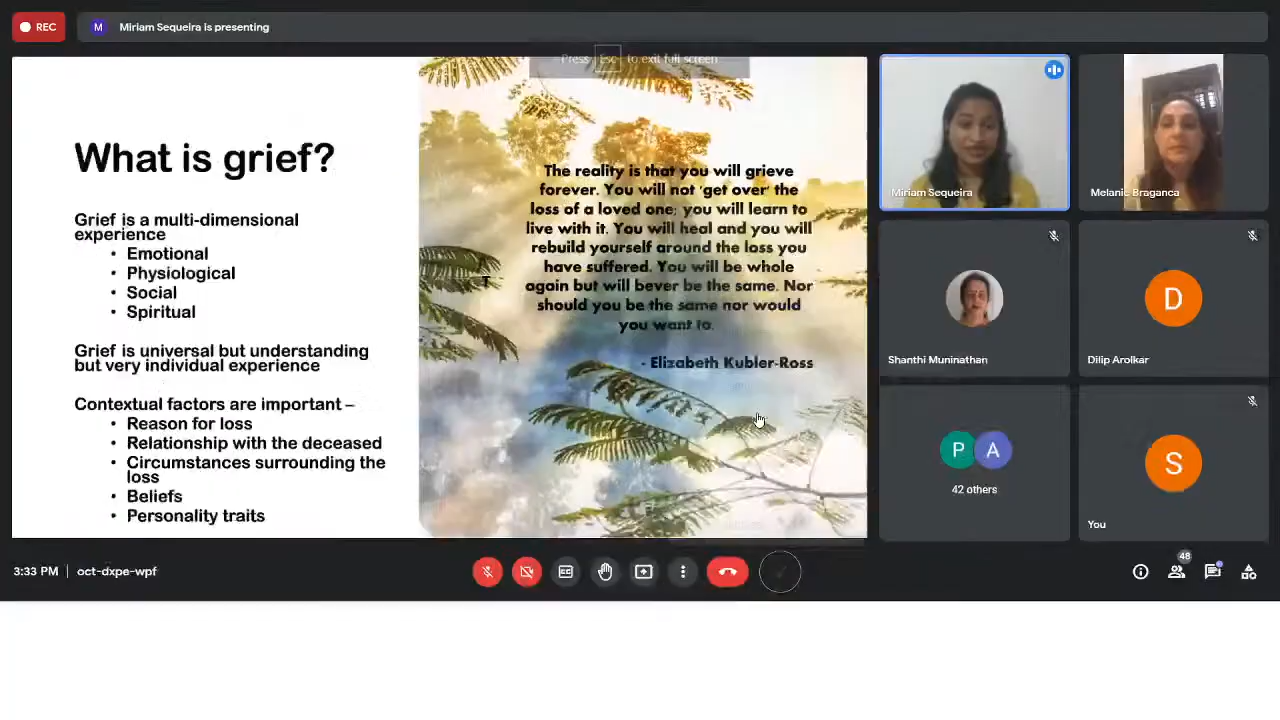 REC
M
Miriam Sequeira is presenting
Press Esc to exit full screen
What is grief?
Grief is a multi-dimensional
experience
• Emotional
• Physiological
• Social
• Spiritual
Grief is universal but understanding
but very individual experience
Contextual factors are important –
• Reason for loss
• Relationship with the deceased
• Circumstances surrounding the
loss
• Beliefs
• Personality traits
The reality is that you will grieve
forever. You will not 'get over' the
loss of a loved one; you will learn to
live with it. You will heal and you will
rebuild yourself around the loss you
have suffered. You will be whole
again but will bever be the same. Nor
should you be the same nor would
you want to.
- Elizabeth Kubler-Ross
T
Miriam Sequeira
Melanie Braganca
Shanthi Muninathan
D
Dilip Arolkar
P
A
42 others
S
You
3:33 PM | oct-dxpe-wpf
48